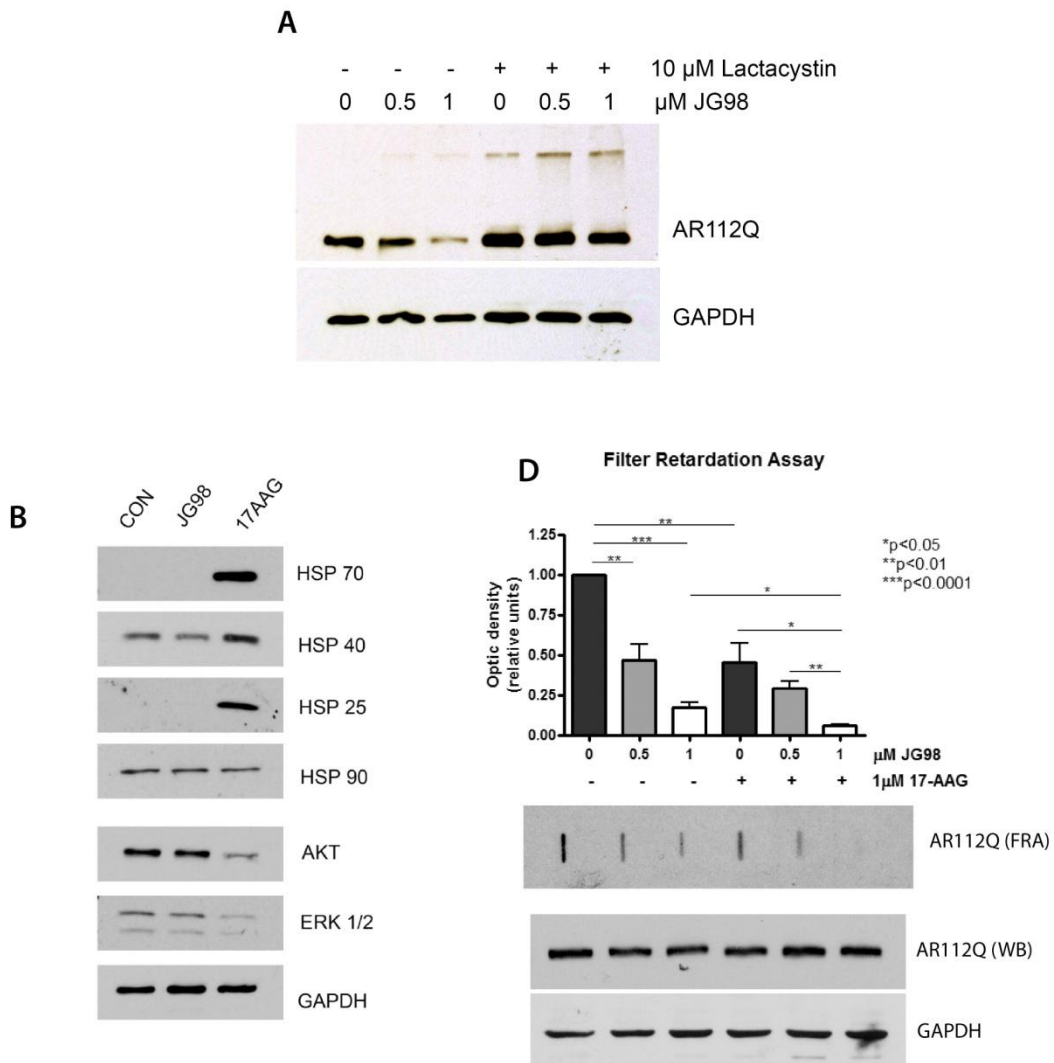 A
- - - + + + 10 µM Lactacystin
0 0.5 1 0 0.5 1 µM JG98
AR112Q
GAPDH
B
CON JG98 17AAG
HSP 70
HSP 40
HSP 25
HSP 90
AKT
ERK 1/2
GAPDH
D
Filter Retardation Assay
Optic density
(relative units)
1.25
1.00
0.75
0.50
0.25
0.00
** 
***
**
*
*
**
*p<0.05
**p<0.01
***p<0.0001
0 0.5 1 0 0.5 1 µM JG98
- - - + + + 1µM 17-AAG
AR112Q (FRA)
AR112Q (WB)
GAPDH